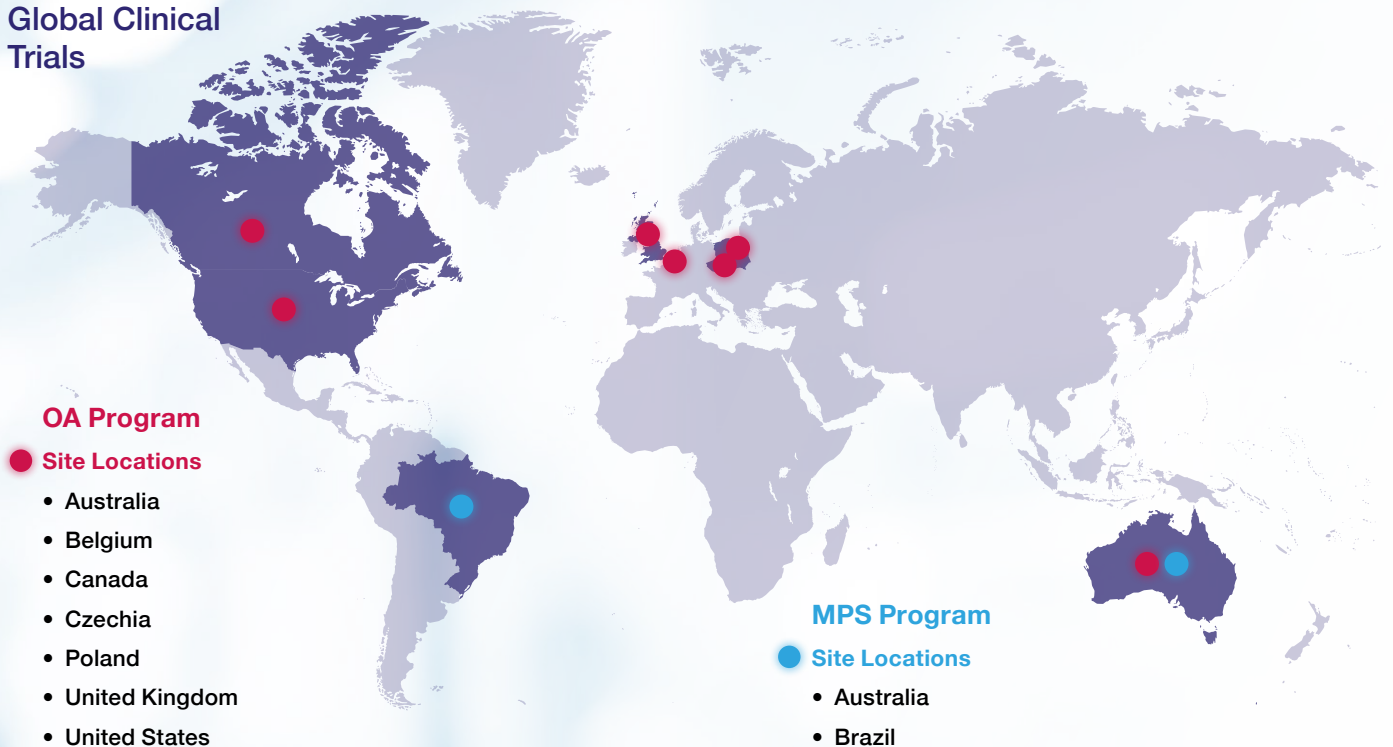 Global Clinical
Trials
OA Program
Site Locations
• Australia
• Belgium
• Canada
• Czechia
• Poland
• United Kingdom
• United States
MPS Program
Site Locations
• Australia
• Brazil